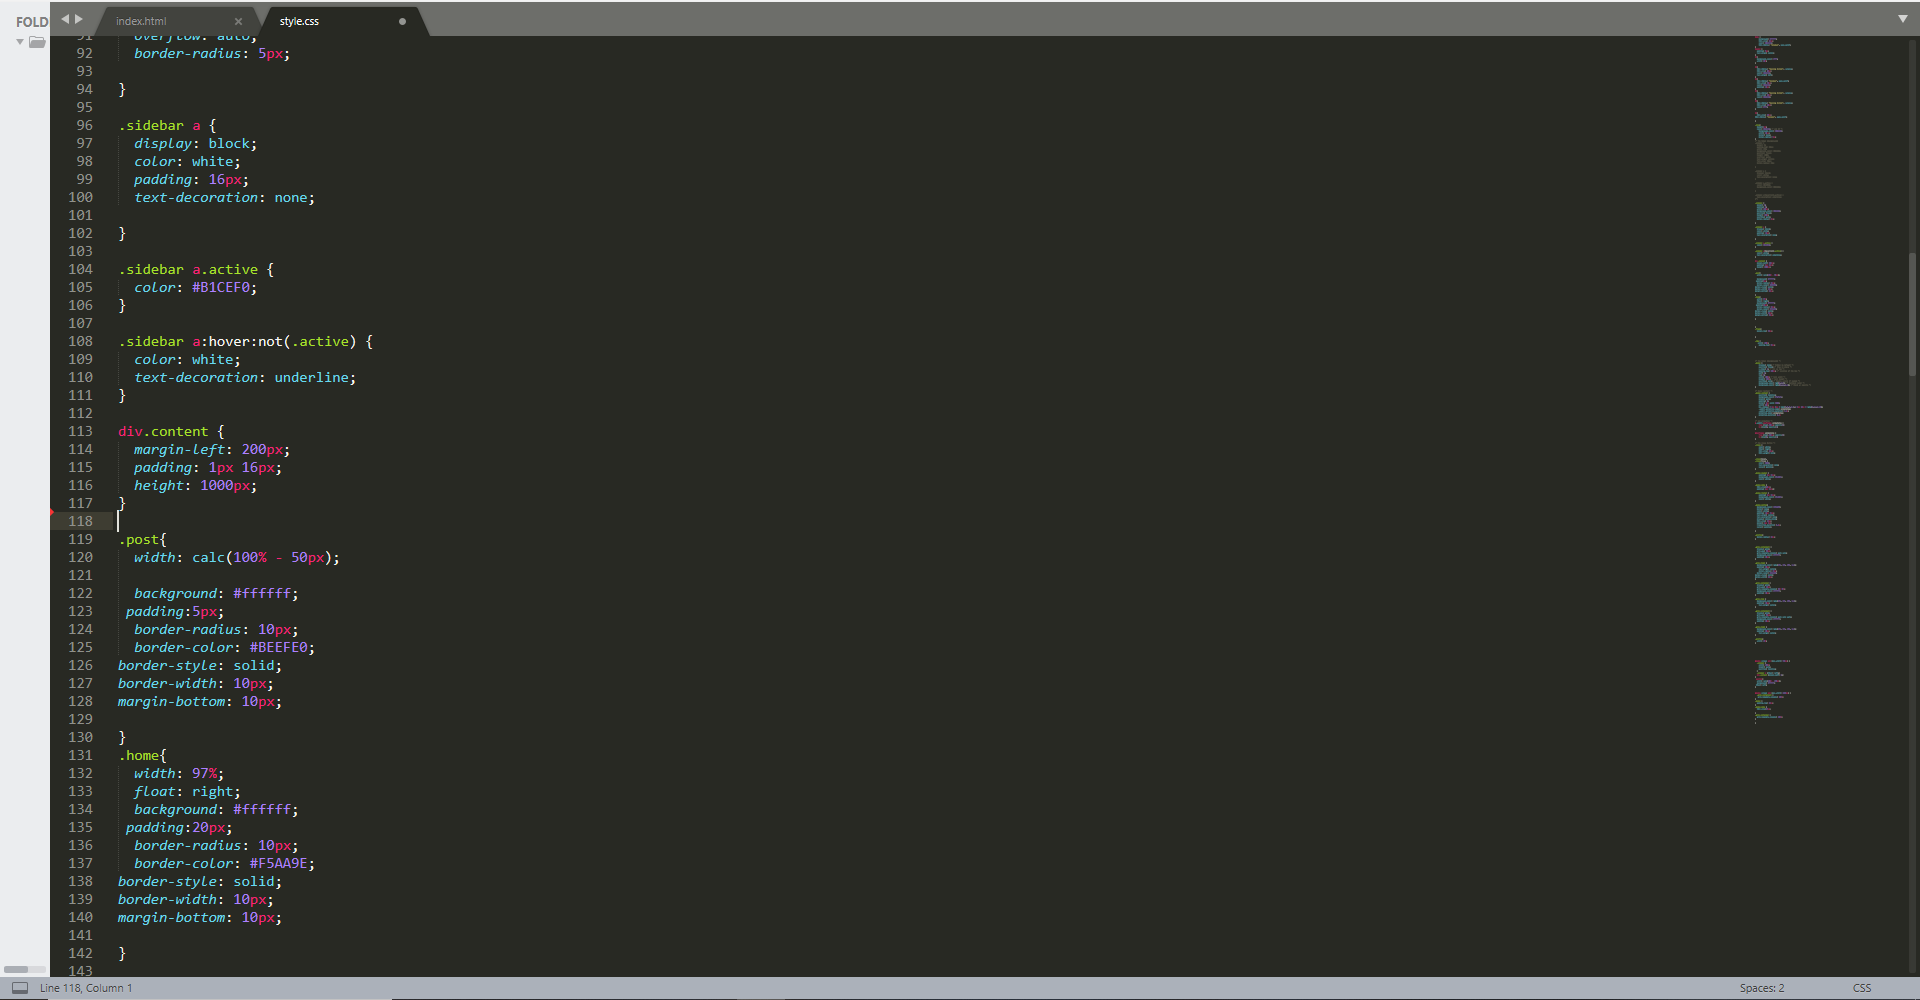 FOLD
index.html
style.css
91 overflow: auto;
92 border-radius: 5px;
93
94 }
95
96 .sidebar a {
97 display: block;
98 color: white;
99 padding: 16px;
100 text-decoration: none;
101
102 }
103
104 .sidebar a.active {
105 color: #B1CEF0;
106 }
107
108 .sidebar a:hover:not(.active) {
109 color: white;
110 text-decoration: underline;
111 }
112
113 div.content {
114 margin-left: 200px;
115 padding: 1px 16px;
116 height: 1000px;
117 }
118
119 .post{
120 width: calc(100% - 50px);
121
122 background: #ffffff;
123 padding:5px;
124 border-radius: 10px;
125 border-color: #BEEFE0;
126 border-style: solid;
127 border-width: 10px;
128 margin-bottom: 10px;
129
130 }
131 .home{
132 width: 97%;
133 float: right;
134 background: #ffffff;
135 padding:20px;
136 border-radius: 10px;
137 border-color: #F5AA9E;
138 border-style: solid;
139 border-width: 10px;
140 margin-bottom: 10px;
141
142 }
143
Line 118, Column 1
Spaces: 2
CSS